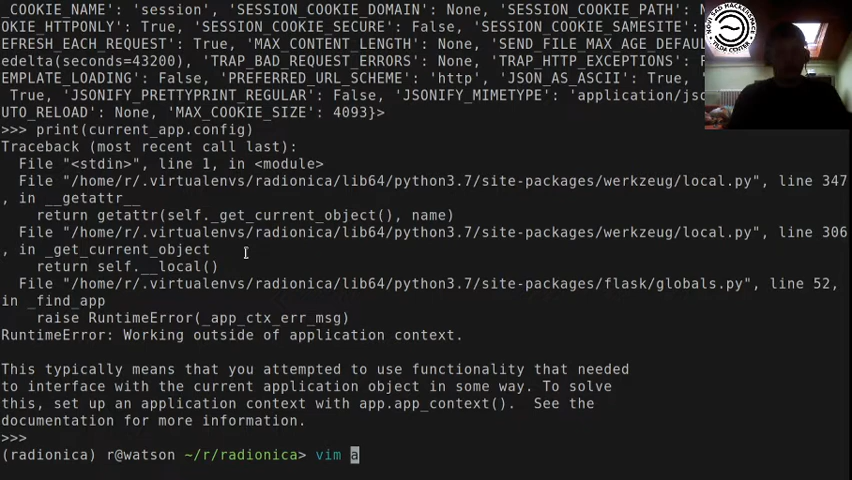 _COOKIE_NAME': 'session', 'SESSION_COOKIE_DOMAIN': None, 'SESSION_COOKIE_PATH': N
OKIE_HTTPONLY': True, 'SESSION_COOKIE_SECURE': False, 'SESSION_COOKIE_SAMESITE':
EFRESH_EACH_REQUEST': True, 'MAX_CONTENT_LENGTH': None, 'SEND_FILE_MAX_AGE_DEFAU
edelta(seconds=43200), 'TRAP_BAD_REQUEST_ERRORS': None, 'TRAP_HTTP_EXCEPTIONS': F
EMPLATE_LOADING': False, 'PREFERRED_URL_SCHEME': 'http', 'JSON_AS_ASCII': True, '
 True, 'JSONIFY_PRETTYPRINT_REGULAR': False, 'JSONIFY_MIMETYPE': 'application/jso
UTO_RELOAD': None, 'MAX_COOKIE_SIZE': 4093}>
>>> print(current_app.config)
Traceback (most recent call last):
  File "<stdin>", line 1, in <module>
  File "/home/r/.virtualenvs/radionica/lib64/python3.7/site-packages/werkzeug/local.py", line 347
, in __getattr__
    return getattr(self._get_current_object(), name)
  File "/home/r/.virtualenvs/radionica/lib64/python3.7/site-packages/werkzeug/local.py", line 306
, in _get_current_object
    return self.__local()
  File "/home/r/.virtualenvs/radionica/lib64/python3.7/site-packages/flask/globals.py", line 52,
in _find_app
    raise RuntimeError(_app_ctx_err_msg)
RuntimeError: Working outside of application context.

This typically means that you attempted to use functionality that needed
to interface with the current application object in some way. To solve
this, set up an application context with app.app_context().  See the
documentation for more information.
>>>
(radionica) r@watson ~/r/radionica> vim a
TILDA CENTER